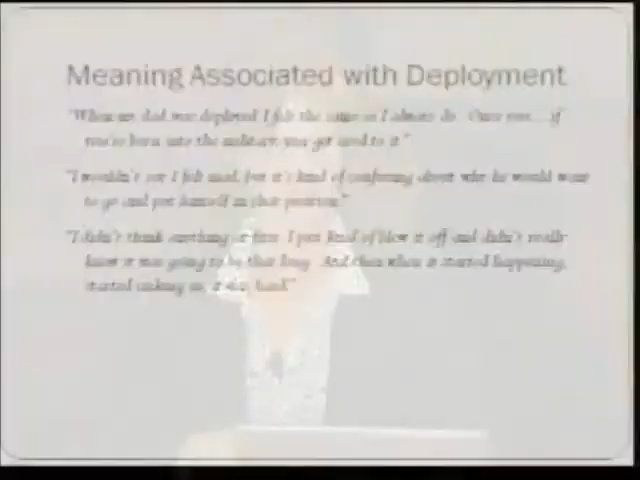 Meaning Associated with Deployment
"When my dad was deployed I felt the same as I always do. once you... if
you're born into the military you get used to it."
"I wouldn't say I felt mad, but it's kind of confusing about why he would want
to go and put himself in that position."
"I didn't think anything at first. I just kind of blew it off and didn't really
know it was going to be that long. And then when it started happening,
started sinking in, it was hard."